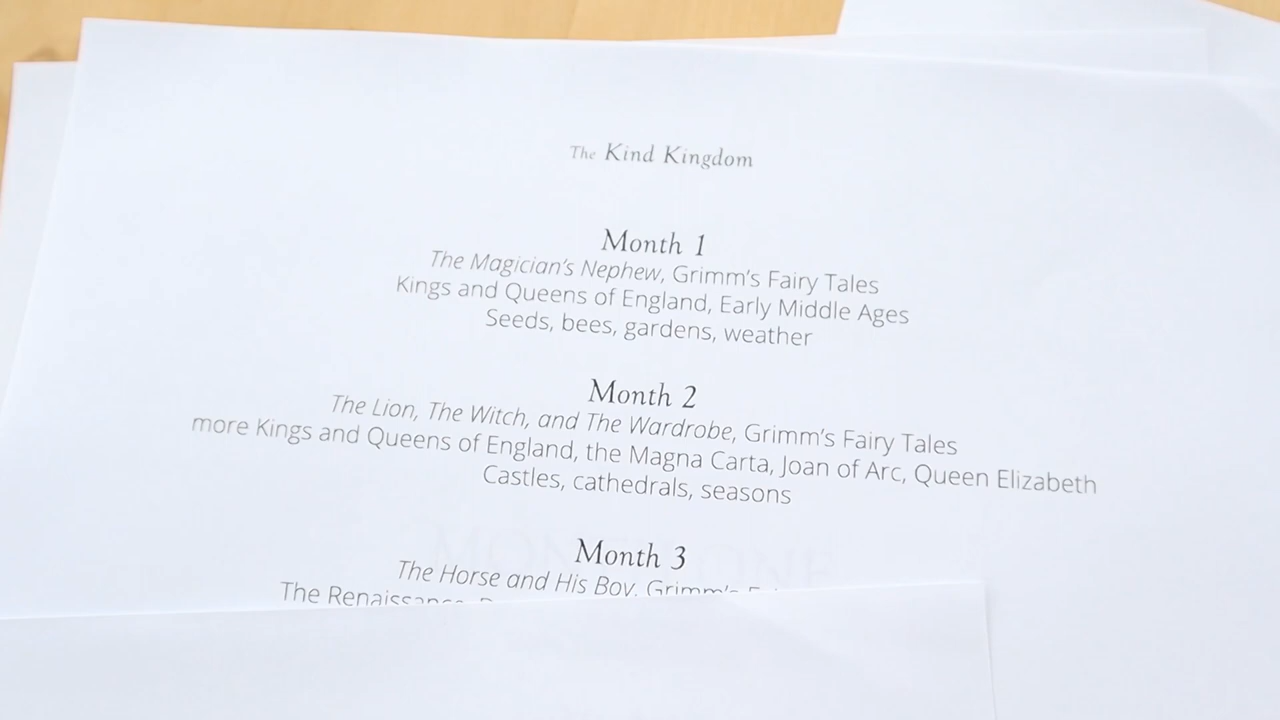 The Kind Kingdom
Month 1
The Magician's Nephew, Grimm's Fairy Tales
Kings and Queens of England, Early Middle Ages
Seeds, bees, gardens, weather
Month 2
The Lion, The Witch, and The Wardrobe, Grimm's Fairy Tales
more Kings and Queens of England, the Magna Carta, Joan of Arc, Queen Elizabeth
Castles, cathedrals, seasons
Month 3
The Horse and His Boy, Grimm's
The Renaissance,